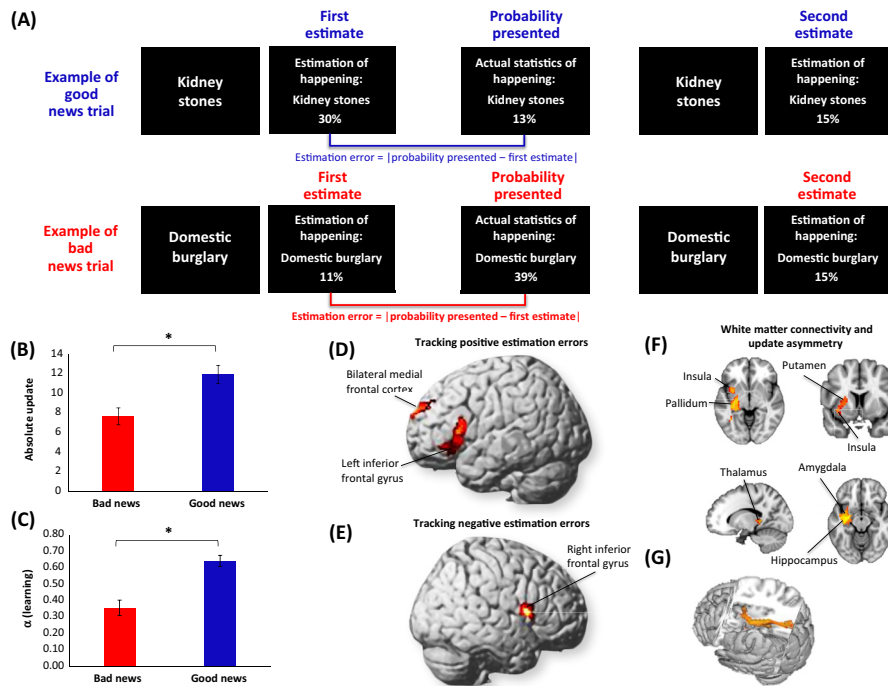 (A)
First
estimate
Probability
presented
Second
estimate
Example of
good
news trial
Kidney
stones
Estimation of
happening:
Kidney stones
30%
Actual statistics of
happening:
Kidney stones
13%
Kidney
stones
Estimation of
happening:
Kidney stones
15%
Estimation error = |probability presented – first estimate|
First
estimate
Probability
presented
Second
estimate
Example of
bad
news trial
Domestic
burglary
Estimation of
happening:
Domestic burglary
11%
Actual statistics of
happening:
Domestic burglary
39%
Domestic
burglary
Estimation of
happening:
Domestic burglary
15%
Estimation error = |probability presented – first estimate|
(B)
Absolute update
14
12
10
8
6
4
2
0
*
Bad news
Good news
(C)
α (learning)
0.80
0.70
0.60
0.50
0.40
0.30
0.20
0.10
0.00
*
Bad news
Good news
(D)
Tracking positive estimation errors
Bilateral medial
frontal cortex
Left inferior
frontal gyrus
(E)
Tracking negative estimation errors
Right inferior
frontal gyrus
(F)
White matter connectivity and
update asymmetry
Insula
Pallidum
Putamen
Insula
Thalamus
Amygdala
Hippocampus
(G)